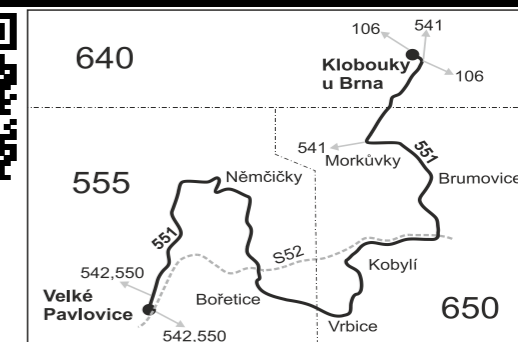 106
541
640
Klobouky
u Brna
106
541
Morkůvky
551
Brumovice
555
Němčičky
551
S52
Kobylí
542,550
Bořetice
Velké
Pavlovice
650
Vrbice
542,550